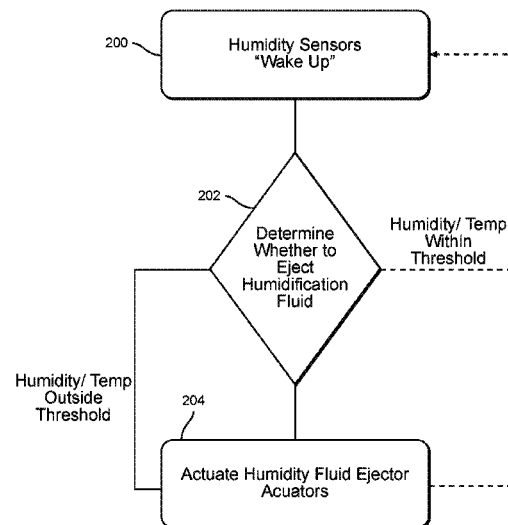 200
Humidity Sensors
“Wake Up”
202
Determine
Whether to
Eject
Humidification
Fluid
Humidity/ Temp
Within
Threshold
Humidity/ Temp
Outside
Threshold
204
Actuate Humidity Fluid Ejector
Acuators